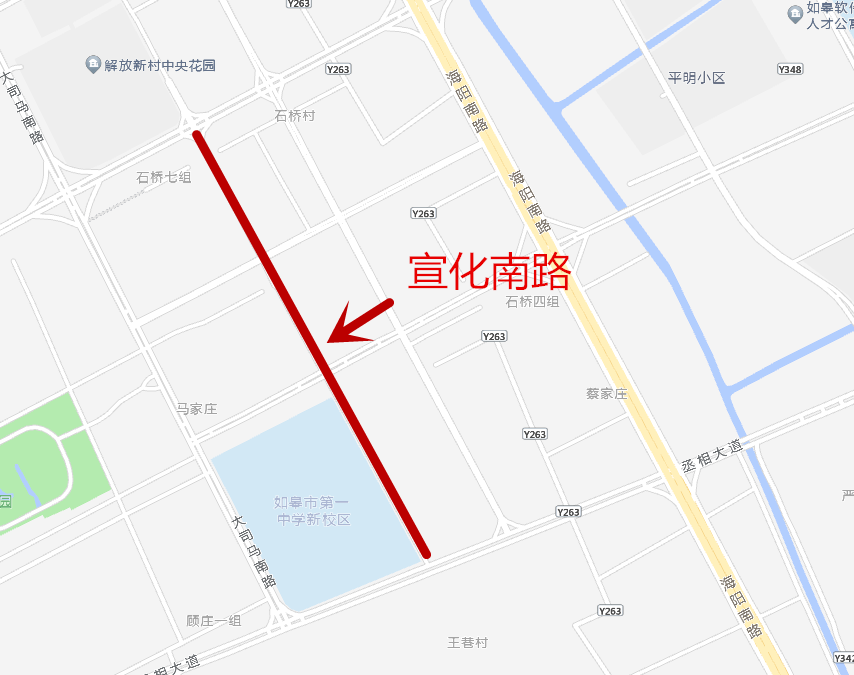 Y263
如皋软件
人才公寓
解放新村中央花园
Y263
海阳南路
平明小区
Y348
大司马南路
石桥村
石桥七组
海阳南路
Y263
宣化南路
石桥四组
Y263
马家庄
蔡家庄
Y263
丞相大道
园
如皋市第一
中学新校区
严
Y263
大司马南路
海阳南路
Y263
顾庄一组
王巷村
相大道
Y342